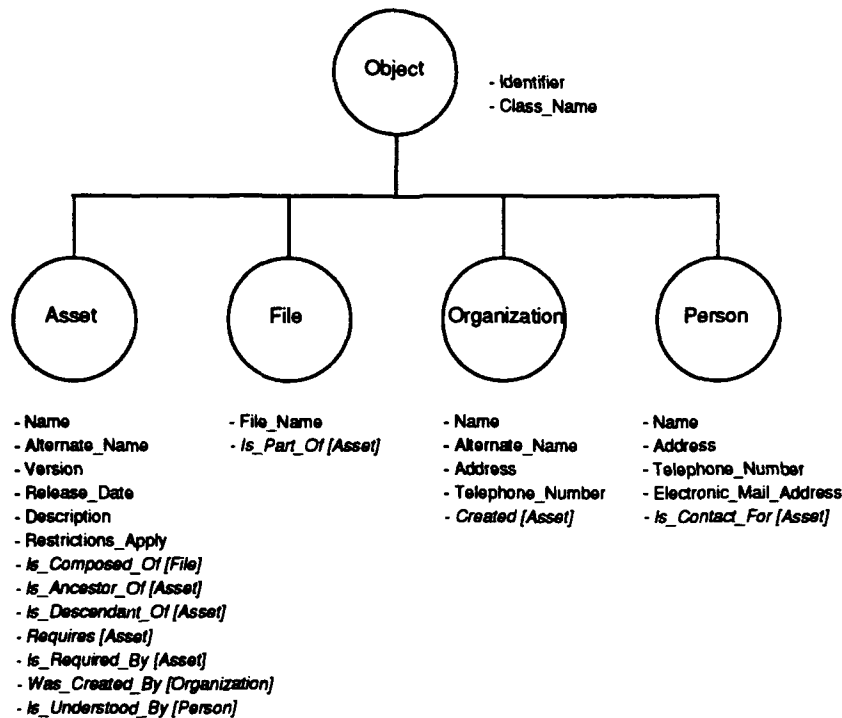 Object
- Identifier
- Class_Name
Asset
File
Organization
Person
- Name
- Alternate_Name
- Version
- Release_Date
- Description
- Restrictions_Apply
- Is_Composed_Of [File]
- Is_Ancestor_Of [Asset]
- Is_Descendant_Of [Asset]
- Requires [Asset]
- Is_Required_By [Asset]
- Was_Created_By [Organization]
- Is_Understood_By [Person]
- File_Name
- Is_Part_Of [Asset]
- Name
- Alternate_Name
- Address
- Telephone_Number
- Created [Asset]
- Name
- Address
- Telephone_Number
- Electronic_Mail_Address
- Is_Contact_For [Asset]